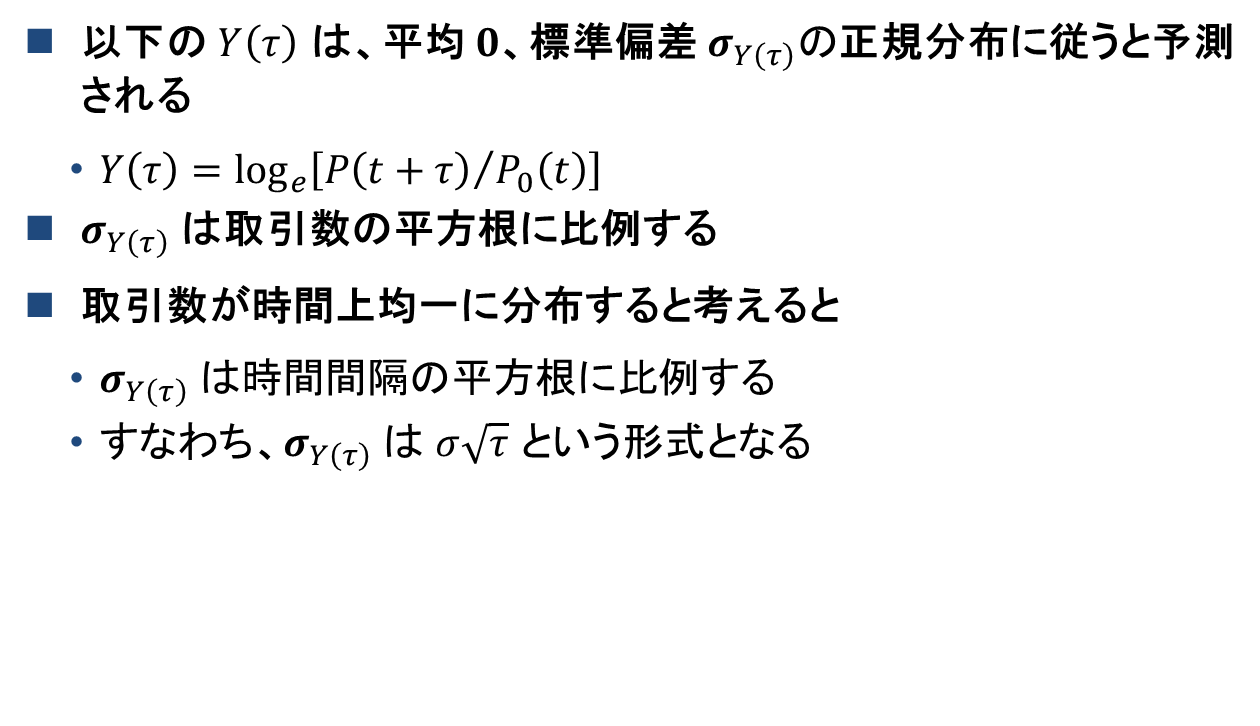 ■ 以下の Y(τ) は、平均 0、標準偏差 σ_{Y(τ)}の正規分布に従うと予測
される
• Y(τ) = log_e[P(t + τ)/P_0(t)]
■ σ_{Y(τ)} は取引数の平方根に比例する
■ 取引数が時間上均一に分布すると考えると
• σ_{Y(τ)} は時間間隔の平方根に比例する
• すなわち、σ_{Y(τ)} は σ√τ という形式となる